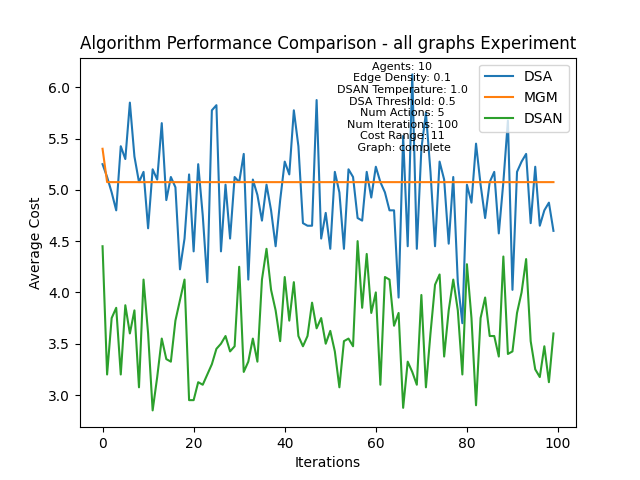 Algorithm Performance Comparison - all graphs Experiment
Agents: 10
Edge Density: 0.1
DSAN Temperature: 1.0
DSA Threshold: 0.5
Num Actions: 5
Num Iterations: 100
Cost Range: 11
Graph: complete
DSA
MGM
DSAN
Average Cost
6.0
5.5
5.0
4.5
4.0
3.5
3.0
0 20 40 60 80 100
Iterations